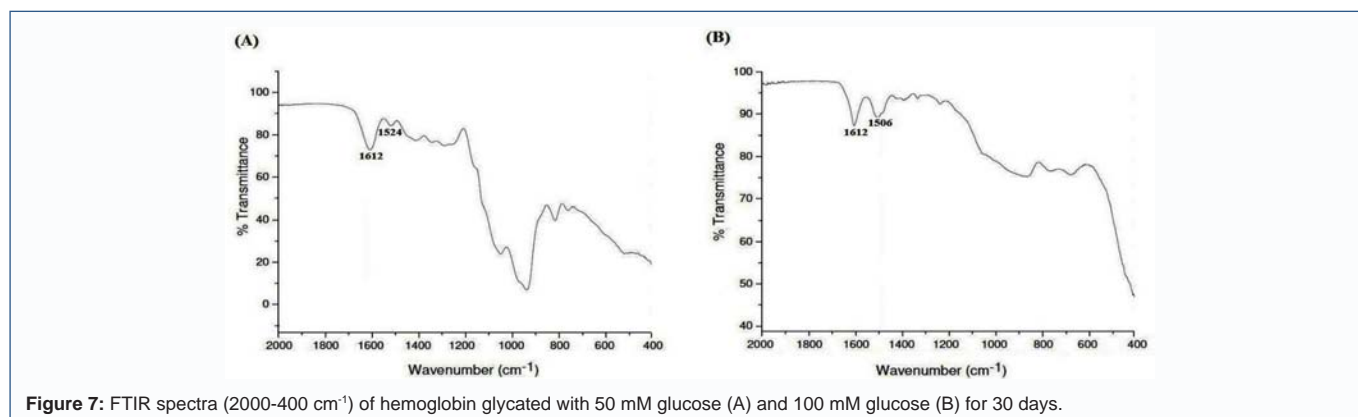 (A)
100
80
60
40
20
0
% Transmittance
1524
1612
2000 1800 1600 1400 1200 1000 800 600 400
Wavenumber (cm⁻¹)
(B)
100
90
80
70
60
50
40
% Transmittance
1612
1506
2000 1800 1600 1400 1200 1000 800 600 400
Wavenumber (cm⁻¹)
Figure 7: FTIR spectra (2000-400 cm⁻¹) of hemoglobin glycated with 50 mM glucose (A) and 100 mM glucose (B) for 30 days.